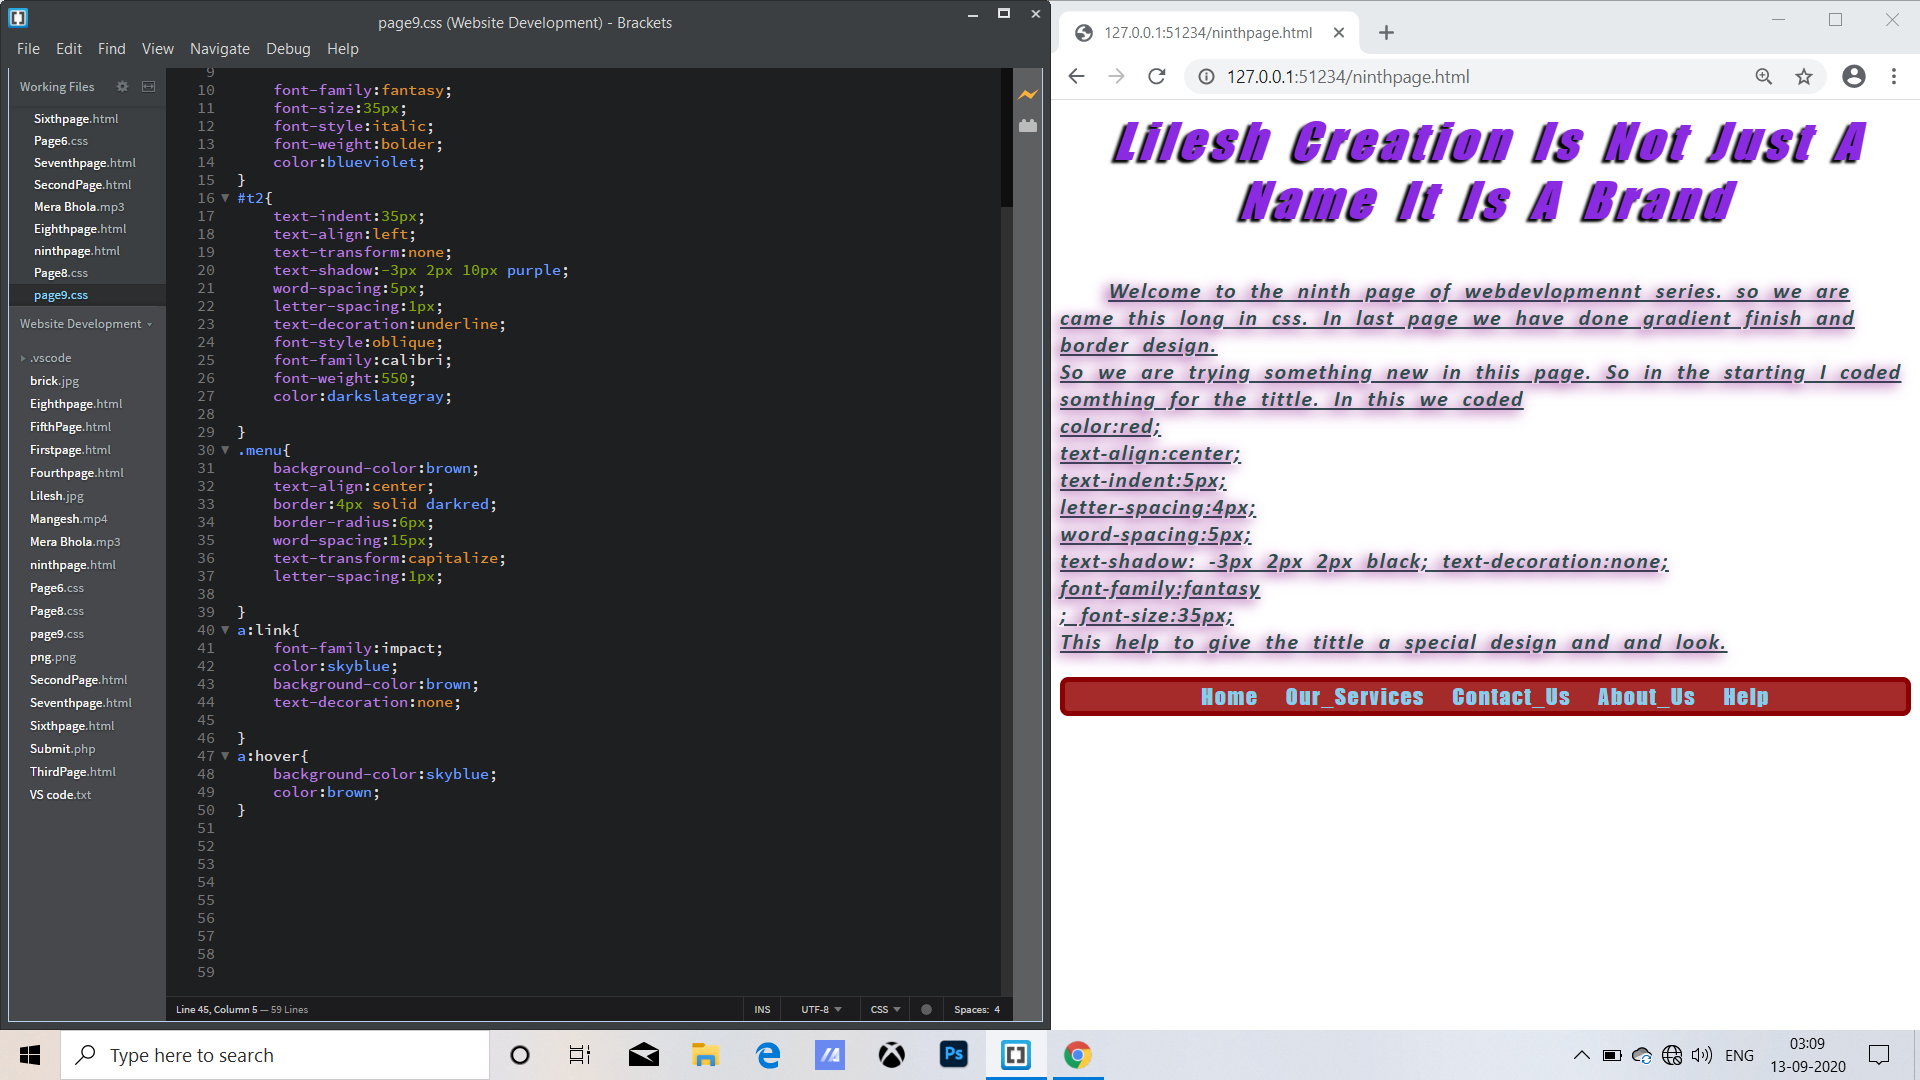 page9.css (Website Development) - Brackets
File Edit Find View Navigate Debug Help
Working Files
Sixthpage.html
Page6.css
Seventhpage.html
SecondPage.html
Mera Bhola.mp3
Eighthpage.html
ninthpage.html
Page8.css
page9.css
Website Development
.vscode
brick.jpg
Eighthpage.html
FifthPage.html
Firstpage.html
Fourthpage.html
Lilesh.jpg
Mangesh.mp4
Mera Bhola.mp3
ninthpage.html
Page6.css
Page8.css
page9.css
png.png
SecondPage.html
Seventhpage.html
Sixthpage.html
Submit.php
ThirdPage.html
VS code.txt
9
10 font-family:fantasy;
11 font-size:35px;
12 font-style:italic;
13 font-weight:bolder;
14 color:blueviolet;
15 }
16 #t2{
17 text-indent:35px;
18 text-align:left;
19 text-transform:none;
20 text-shadow:-3px 2px 10px purple;
21 word-spacing:5px;
22 letter-spacing:1px;
23 text-decoration:underline;
24 font-style:oblique;
25 font-family:calibri;
26 font-weight:550;
27 color:darkslategray;
28
29 }
30 .menu{
31 background-color:brown;
32 text-align:center;
33 border:4px solid darkred;
34 border-radius:6px;
35 word-spacing:15px;
36 text-transform:capitalize;
37 letter-spacing:1px;
38
39 }
40 a:link{
41 font-family:impact;
42 color:skyblue;
43 background-color:brown;
44 text-decoration:none;
45
46 }
47 a:hover{
48 background-color:skyblue;
49 color:brown;
50 }
51
52
53
54
55
56
57
58
59
Line 45, Column 5 — 59 Lines
INS UTF-8 CSS Spaces: 4
127.0.0.1:51234/ninthpage.html
127.0.0.1:51234/ninthpage.html
Lilesh Creation Is Not Just A
Name It Is A Brand
Welcome to the ninth page of webdevlopmennt series. so we are
came this long in css. In last page we have done gradient finish and
border design.
So we are trying something new in thiis page. So in the starting I coded
somthing for the tittle. In this we coded
color:red;
text-align:center;
text-indent:5px;
letter-spacing:4px;
word-spacing:5px;
text-shadow: -3px 2px 2px black; text-decoration:none;
font-family:fantasy
; font-size:35px;
This help to give the tittle a special design and and look.
Home Our_Services Contact_Us About_Us Help
Type here to search
Ps
ENG
03:09
13-09-2020